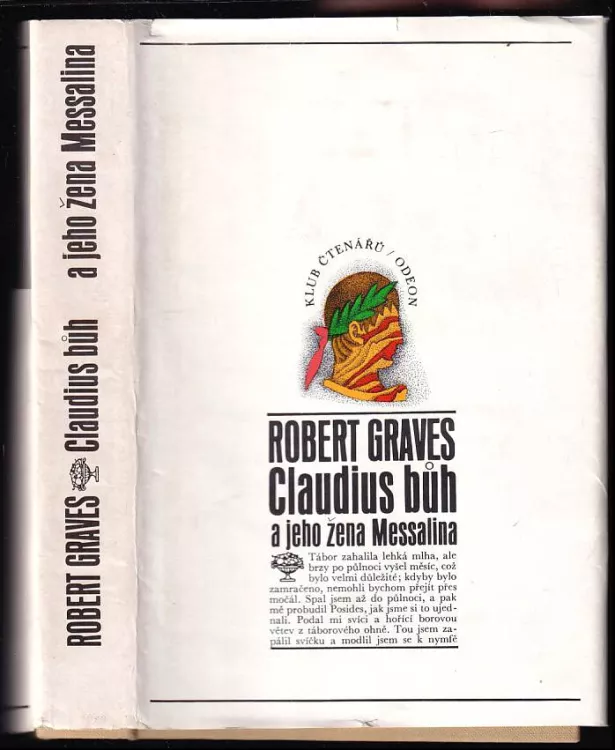 ROBERT GRAVES Claudius bůh a jeho žena Messalina
KLUB ČTENÁŘŮ / ODEON
ROBERT GRAVES
Claudius bůh
a jeho žena Messalina
Tábor zahalila lehká mlha, ale
brzy po půlnoci vyšel měsíc, což
bylo velmi důležité; kdyby bylo
zamračeno, nemohli bychom přejít přes
močál. Spal jsem až do půlnoci, a pak
mě probudil Posides, jak jsme si to ujed-
nali. Podal mi svíci a hořící borovou
větev z táborového ohně. Tou jsem za-
pálil svíčku a modlil jsem se k nymfě